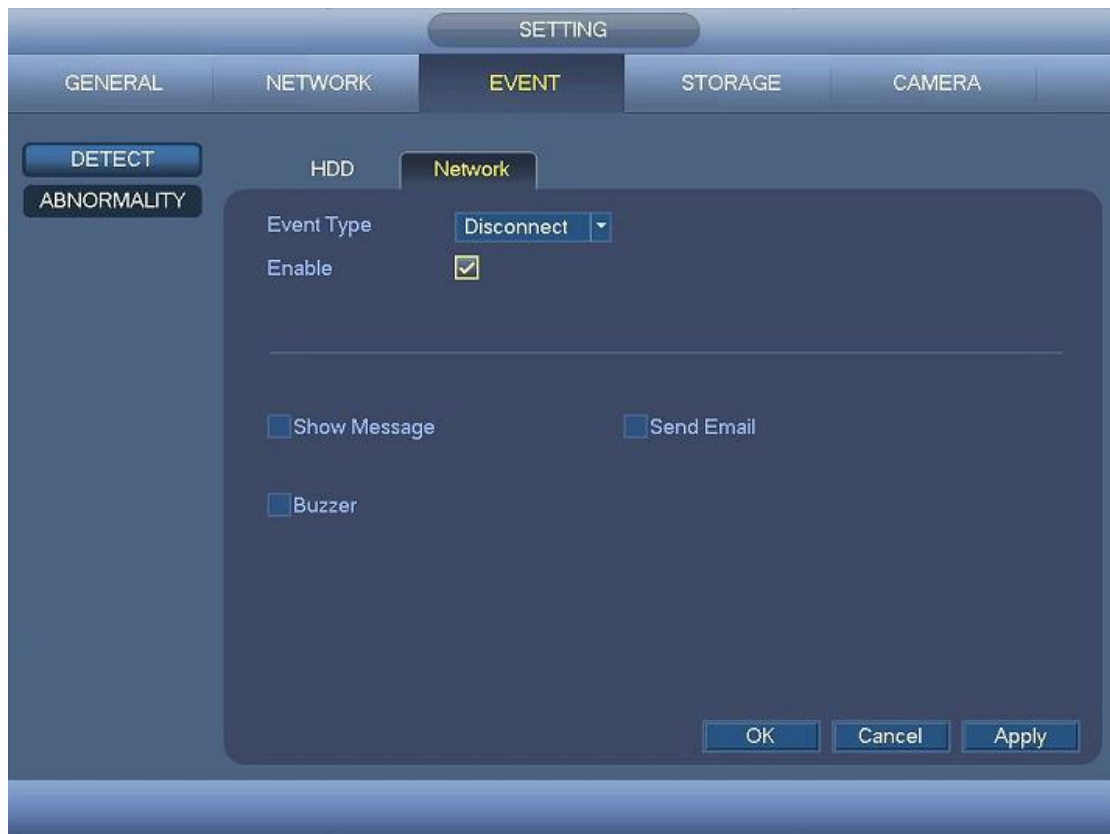 SETTING
GENERAL NETWORK EVENT STORAGE CAMERA
DETECT
ABNORMALITY
HDD Network
Event Type Disconnect
Enable
Show Message Send Email
Buzzer
OK Cancel Apply